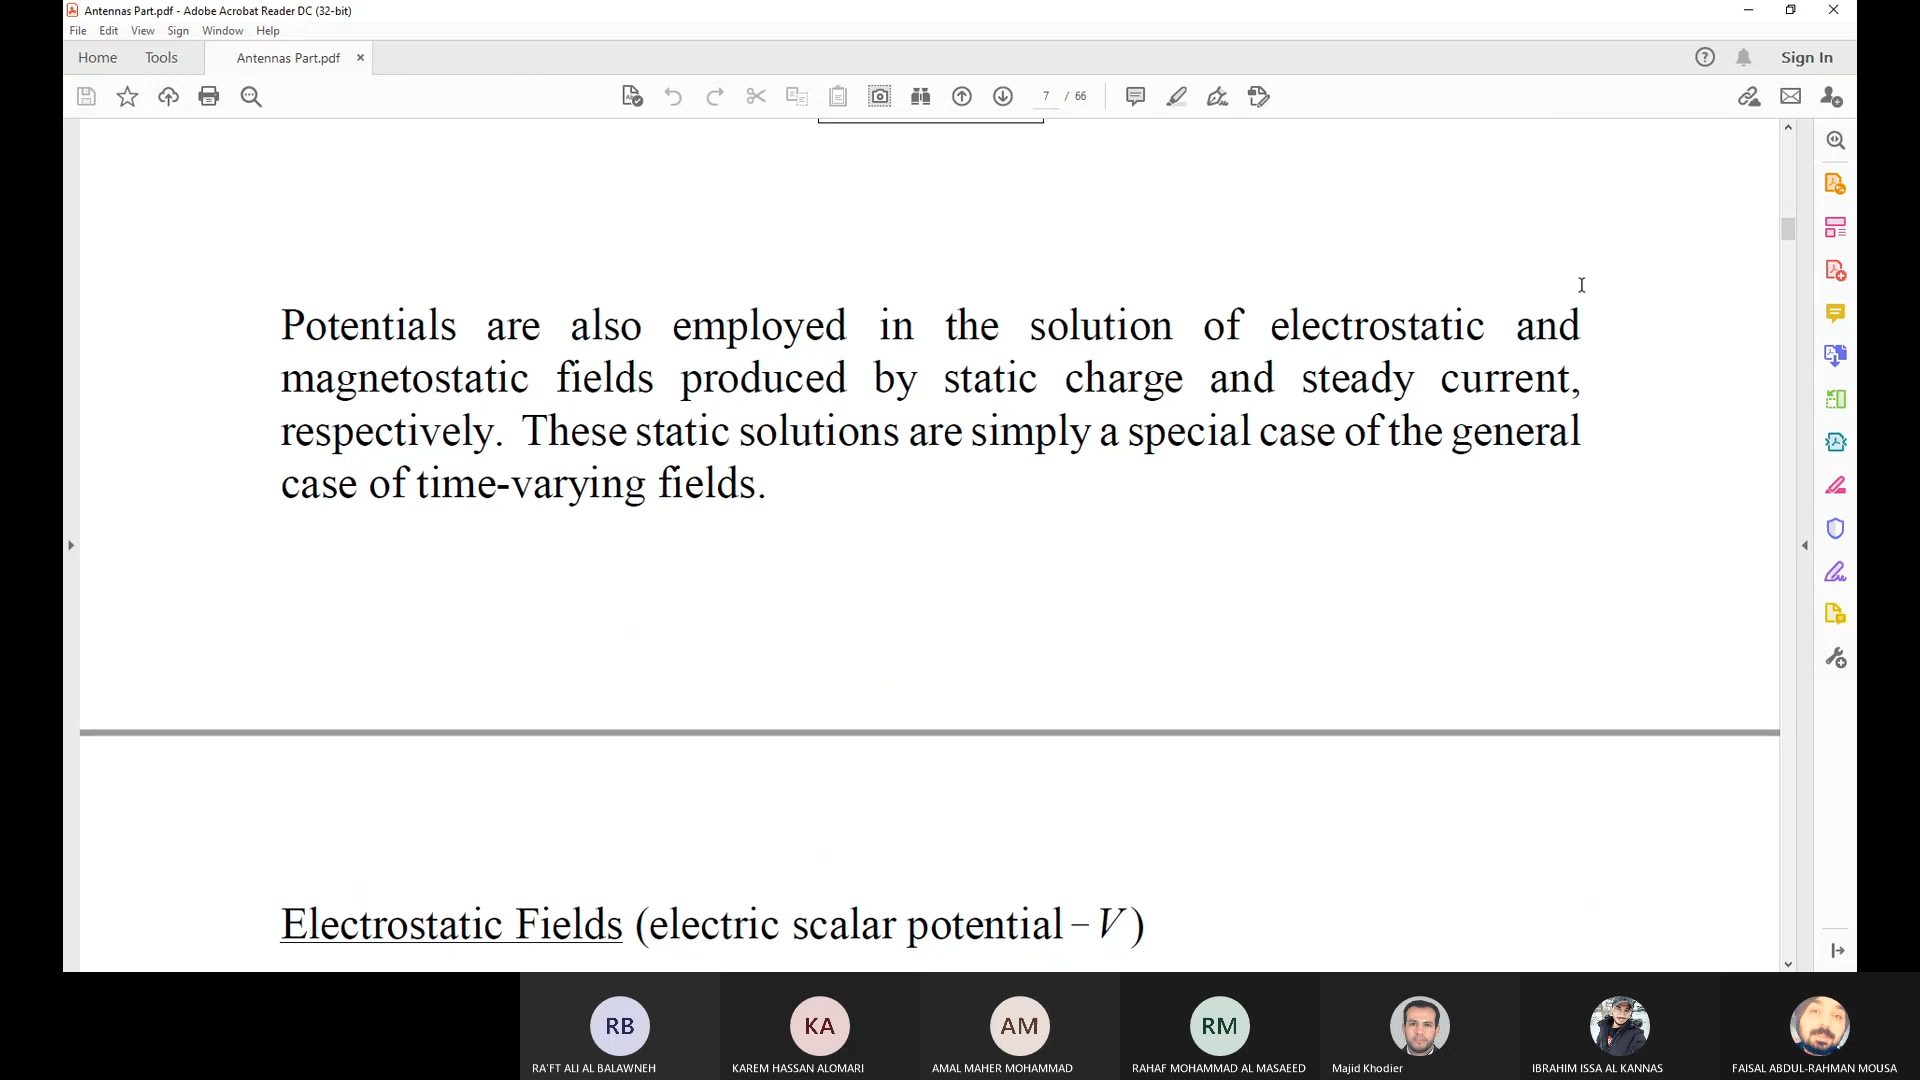 Antennas Part.pdf - Adobe Acrobat Reader DC (32-bit)
File Edit View Sign Window Help
Home Tools Antennas Part.pdf × Sign In
7 / 66
Potentials are also employed in the solution of electrostatic and
magnetostatic fields produced by static charge and steady current,
respectively. These static solutions are simply a special case of the general
case of time-varying fields.
Electrostatic Fields (electric scalar potential – V)
RB KA AM RM
RA'FT ALI AL BALAWNEH KAREM HASSAN ALOMARI AMAL MAHER MOHAMMAD RAHAF MOHAMMAD AL MASAEED Majid Khodier IBRAHIM ISSA AL KANNAS FAISAL ABDUL-RAHMAN MOUSA